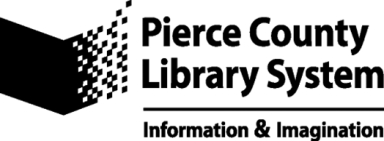 Pierce County
Library System
Information & Imagination